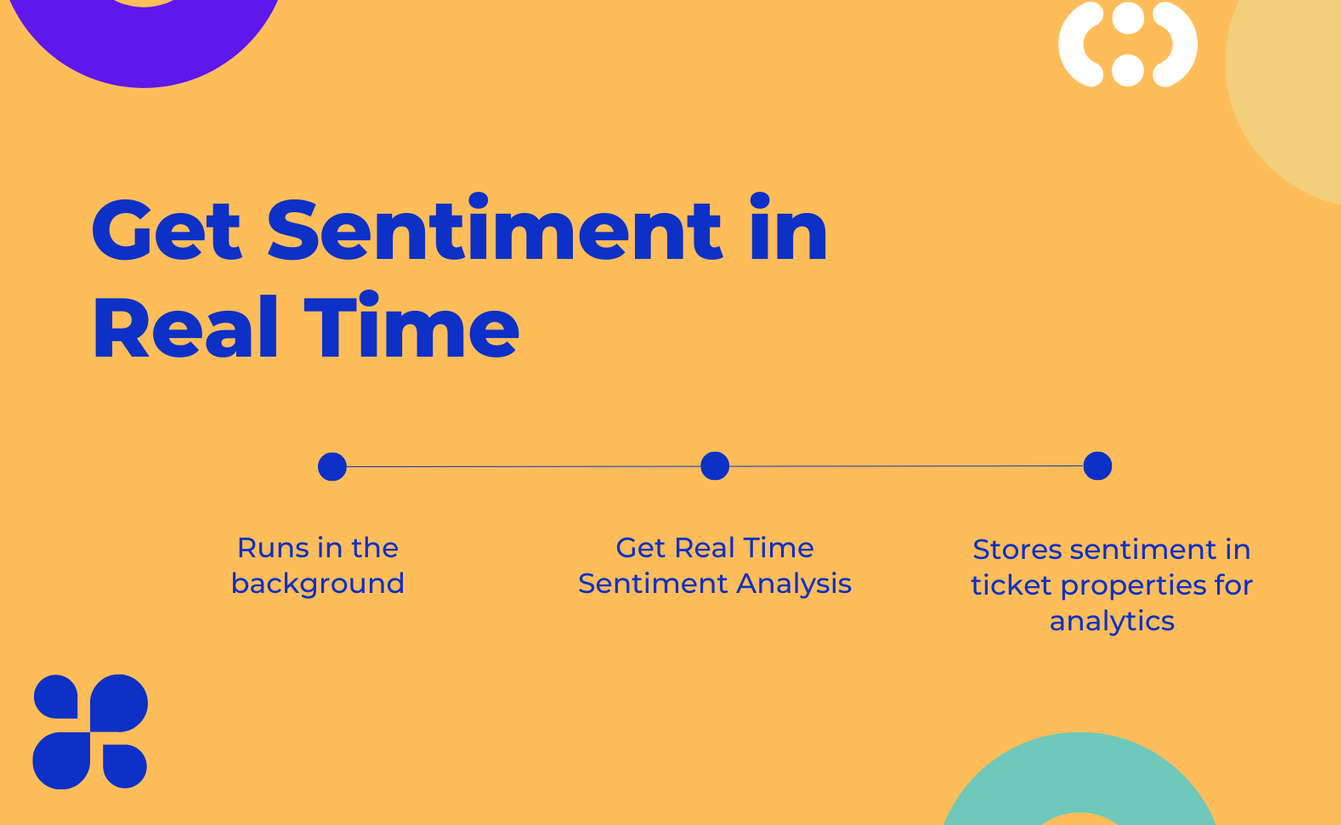 Get Sentiment in
Real Time
Runs in the
background
Get Real Time
Sentiment Analysis
Stores sentiment in
ticket properties for
analytics